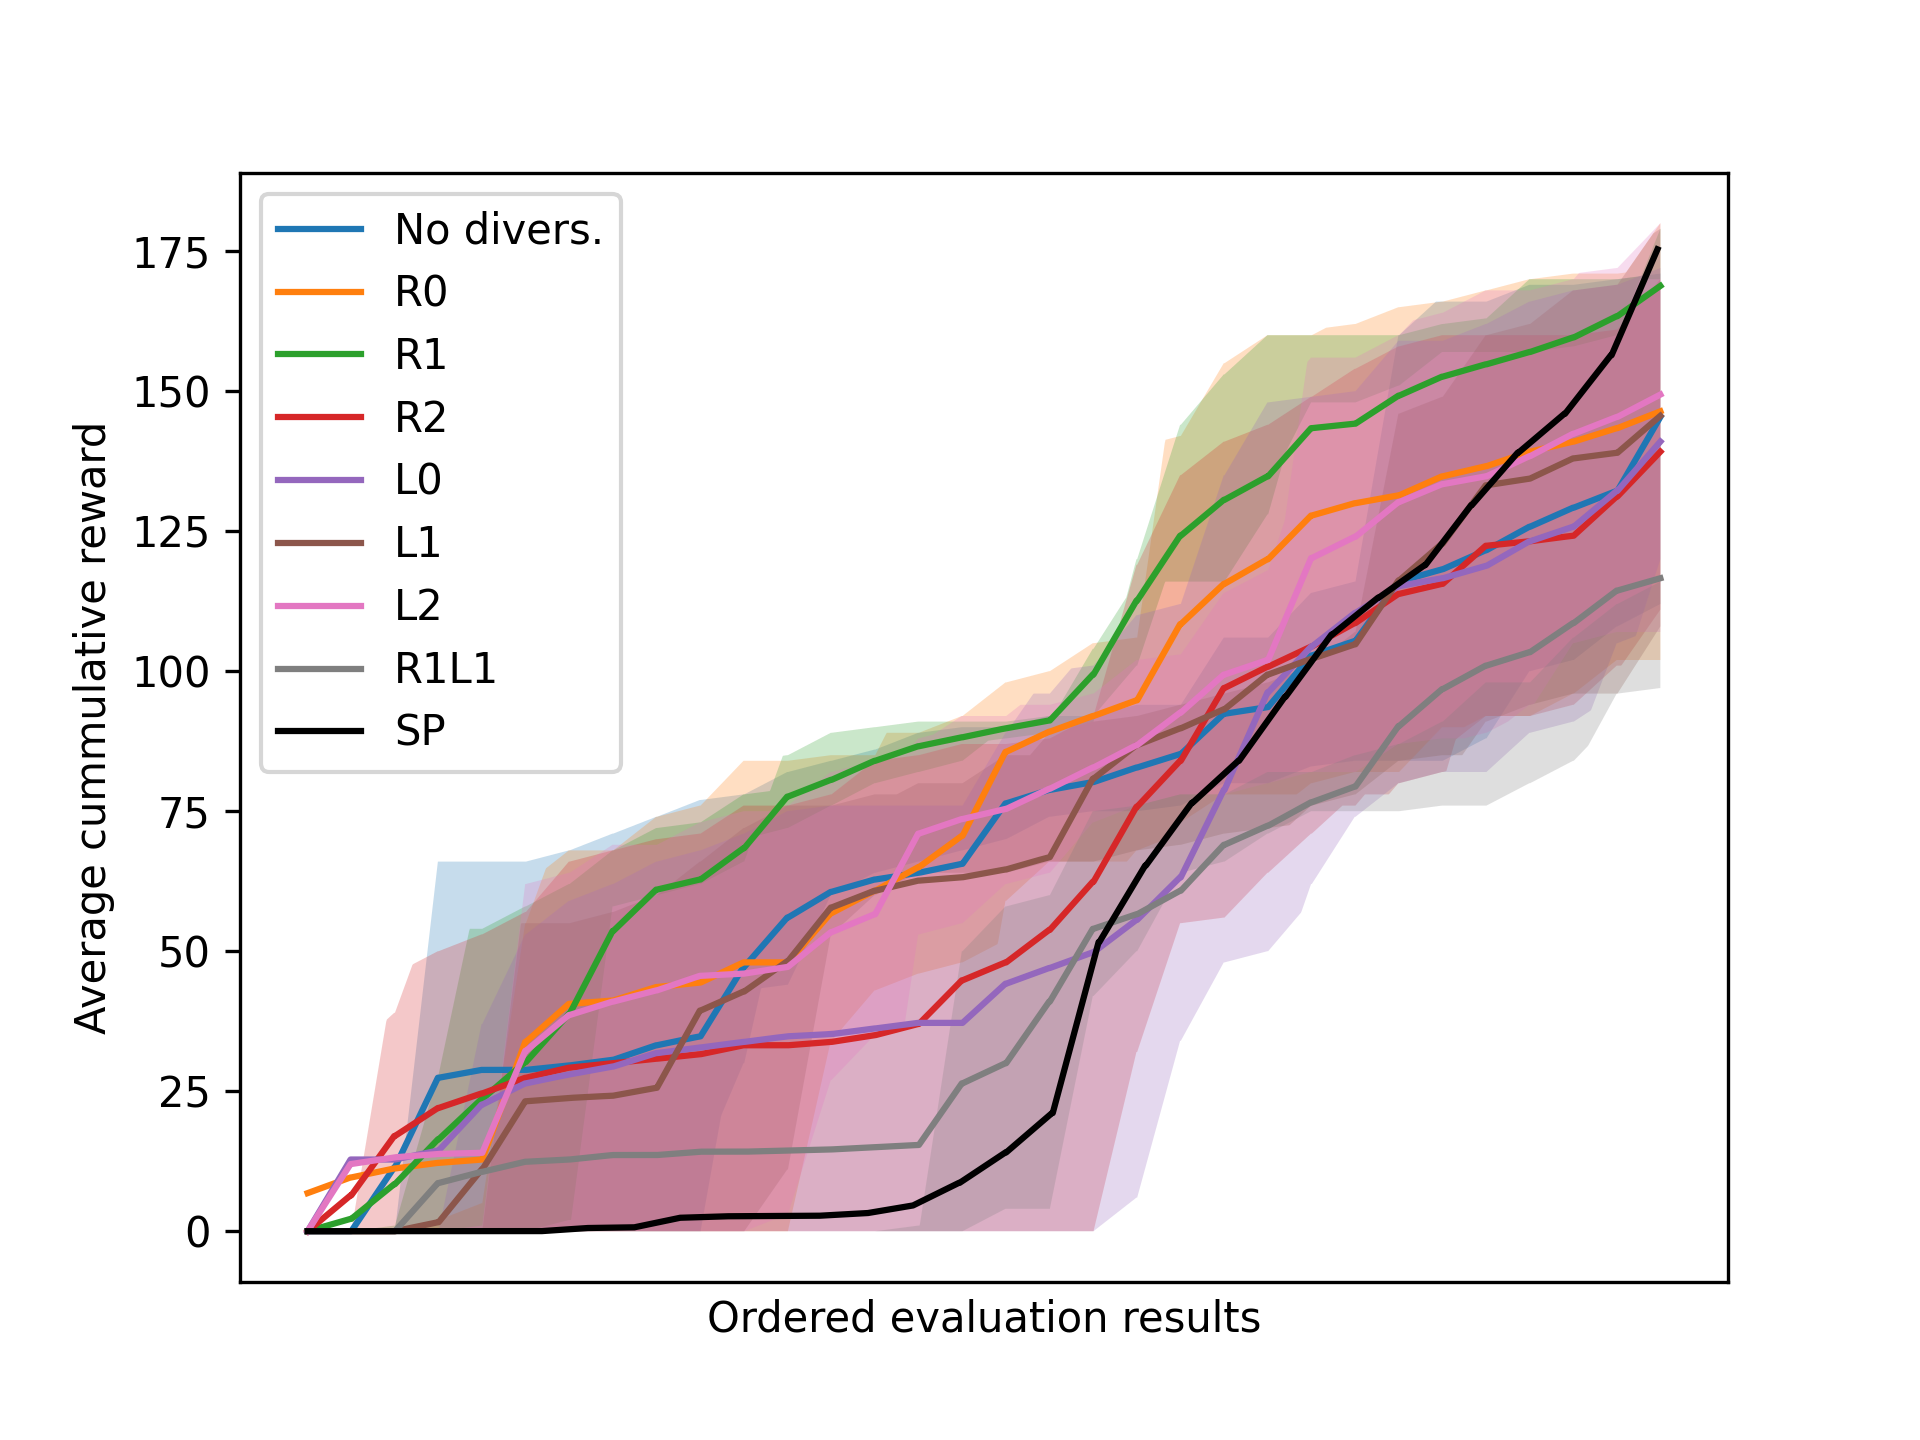 No divers.
R0
R1
R2
L0
L1
L2
R1L1
SP
175
150
125
100
75
50
25
0
Average cummulative reward
Ordered evaluation results